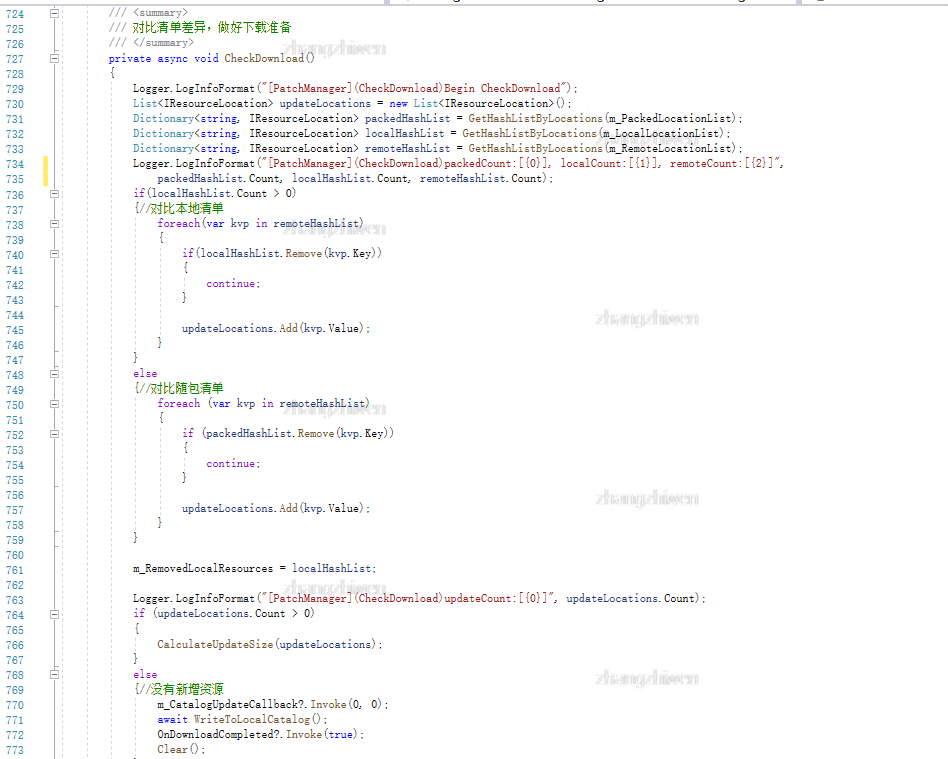 724 /// <summary>
725 /// 对比清单差异，做好下载准备
726 /// </summary>
727 private async void CheckDownload()
728 {
729 Logger.LogInfoFormat("[PatchManager](CheckDownload)Begin CheckDownload");
730 List<IResourceLocation> updateLocations = new List<IResourceLocation>();
731 Dictionary<string, IResourceLocation> packedHashList = GetHashListByLocations(m_PackedLocationList);
732 Dictionary<string, IResourceLocation> localHashList = GetHashListByLocations(m_LocalLocationList);
733 Dictionary<string, IResourceLocation> remoteHashList = GetHashListByLocations(m_RemoteLocationList);
734 Logger.LogInfoFormat("[PatchManager](CheckDownload)packedCount:[{0}], localCount:[{1}], remoteCount:[{2}]",
735 packedHashList.Count, localHashList.Count, remoteHashList.Count);
736 if(localHashList.Count > 0)
737 {//对比本地清单
738 foreach(var kvp in remoteHashList)
739 {
740 if(localHashList.Remove(kvp.Key))
741 {
742 continue;
743 }
744
745 updateLocations.Add(kvp.Value);
746 }
747 }
748 else
749 {//对比随包清单
750 foreach (var kvp in remoteHashList)
751 {
752 if (packedHashList.Remove(kvp.Key))
753 {
754 continue;
755 }
756
757 updateLocations.Add(kvp.Value);
758 }
759 }
760
761 m_RemovedLocalResources = localHashList;
762
763 Logger.LogInfoFormat("[PatchManager](CheckDownload)updateCount:[{0}]", updateLocations.Count);
764 if (updateLocations.Count > 0)
765 {
766 CalculateUpdateSize(updateLocations);
767 }
768 else
769 {//没有新增资源
770 m_CatalogUpdateCallback?.Invoke(0, 0);
771 await WriteToLocalCatalog();
772 OnDownloadCompleted?.Invoke(true);
773 Clear();
zhangzhiwen
zhangzhiwen
zhangzhiwen
zhangzhiwen
zhangzhiwen
zhangzhiwen
zhangzhiwen
zhangzhiwen